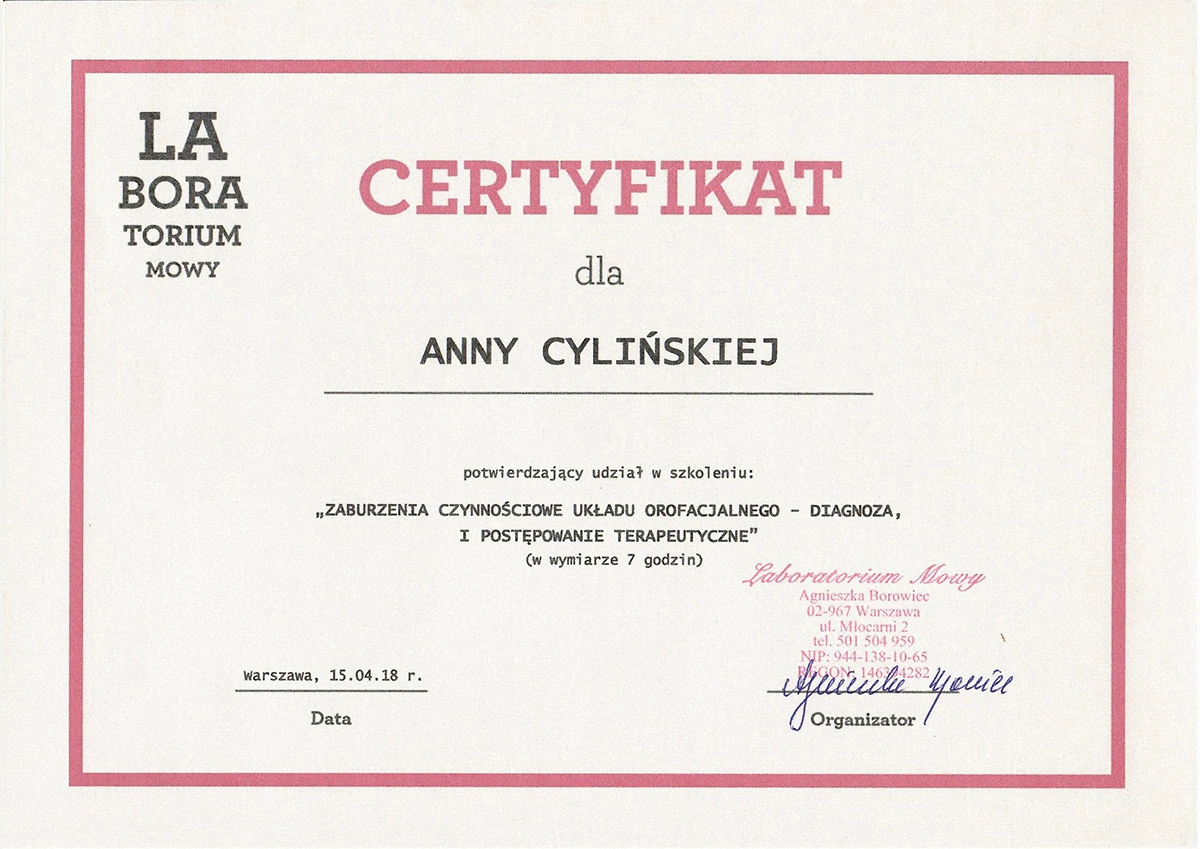 LA
BORA
TORIUM
MOWY
CERTYFIKAT
dla
ANNY CYLIŃSKIEJ
potwierdzający udział w szkoleniu:
„ZABURZENIA CZYNNOŚCIOWE UKŁADU OROFACJALNEGO – DIAGNOZA,
I POSTĘPOWANIE TERAPEUTYCZNE”
(w wymiarze 7 godzin)
Laboratorium Mowy
Agnieszka Borowiec
02-967 Warszawa
ul. Młocarni 2
tel. 501 504 959
NIP: 944-138-10-65
REGON:
Warszawa, 15.04.18 r.
Data
Organizator